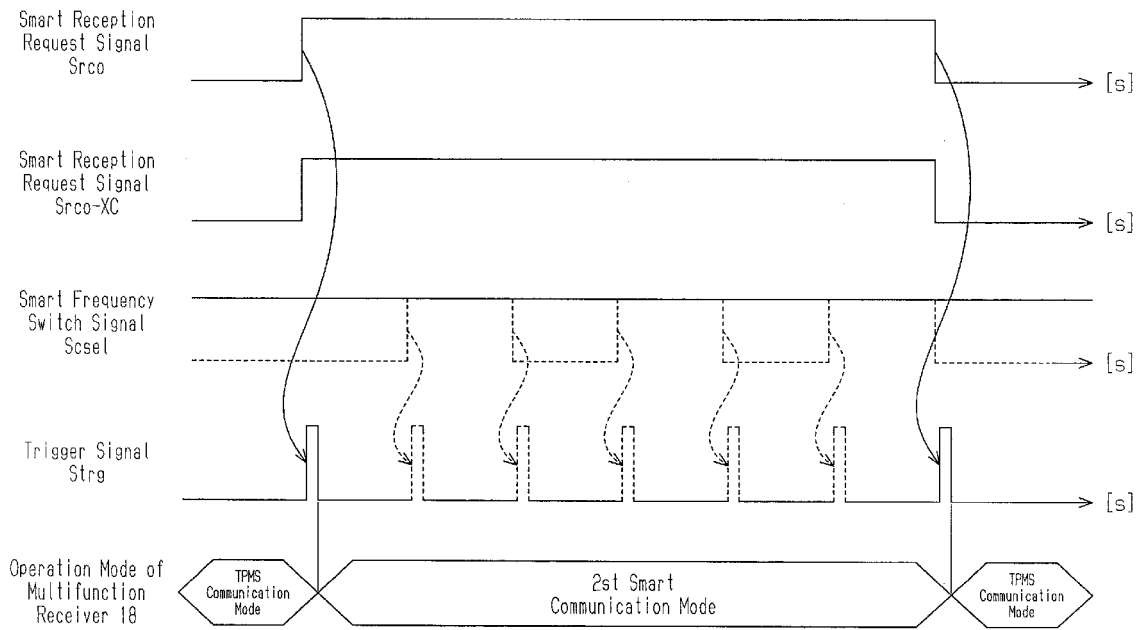 Smart Reception
Request Signal
Srco
[s]
Smart Reception
Request Signal
Srco-XC
[s]
Smart Frequency
Switch Signal
Scsel
[s]
Trigger Signal
Strg
[s]
Operation Mode of
Multifunction
Receiver 18
TPMS
Communication
Mode
2st Smart
Communication Mode
TPMS
Communication
Mode